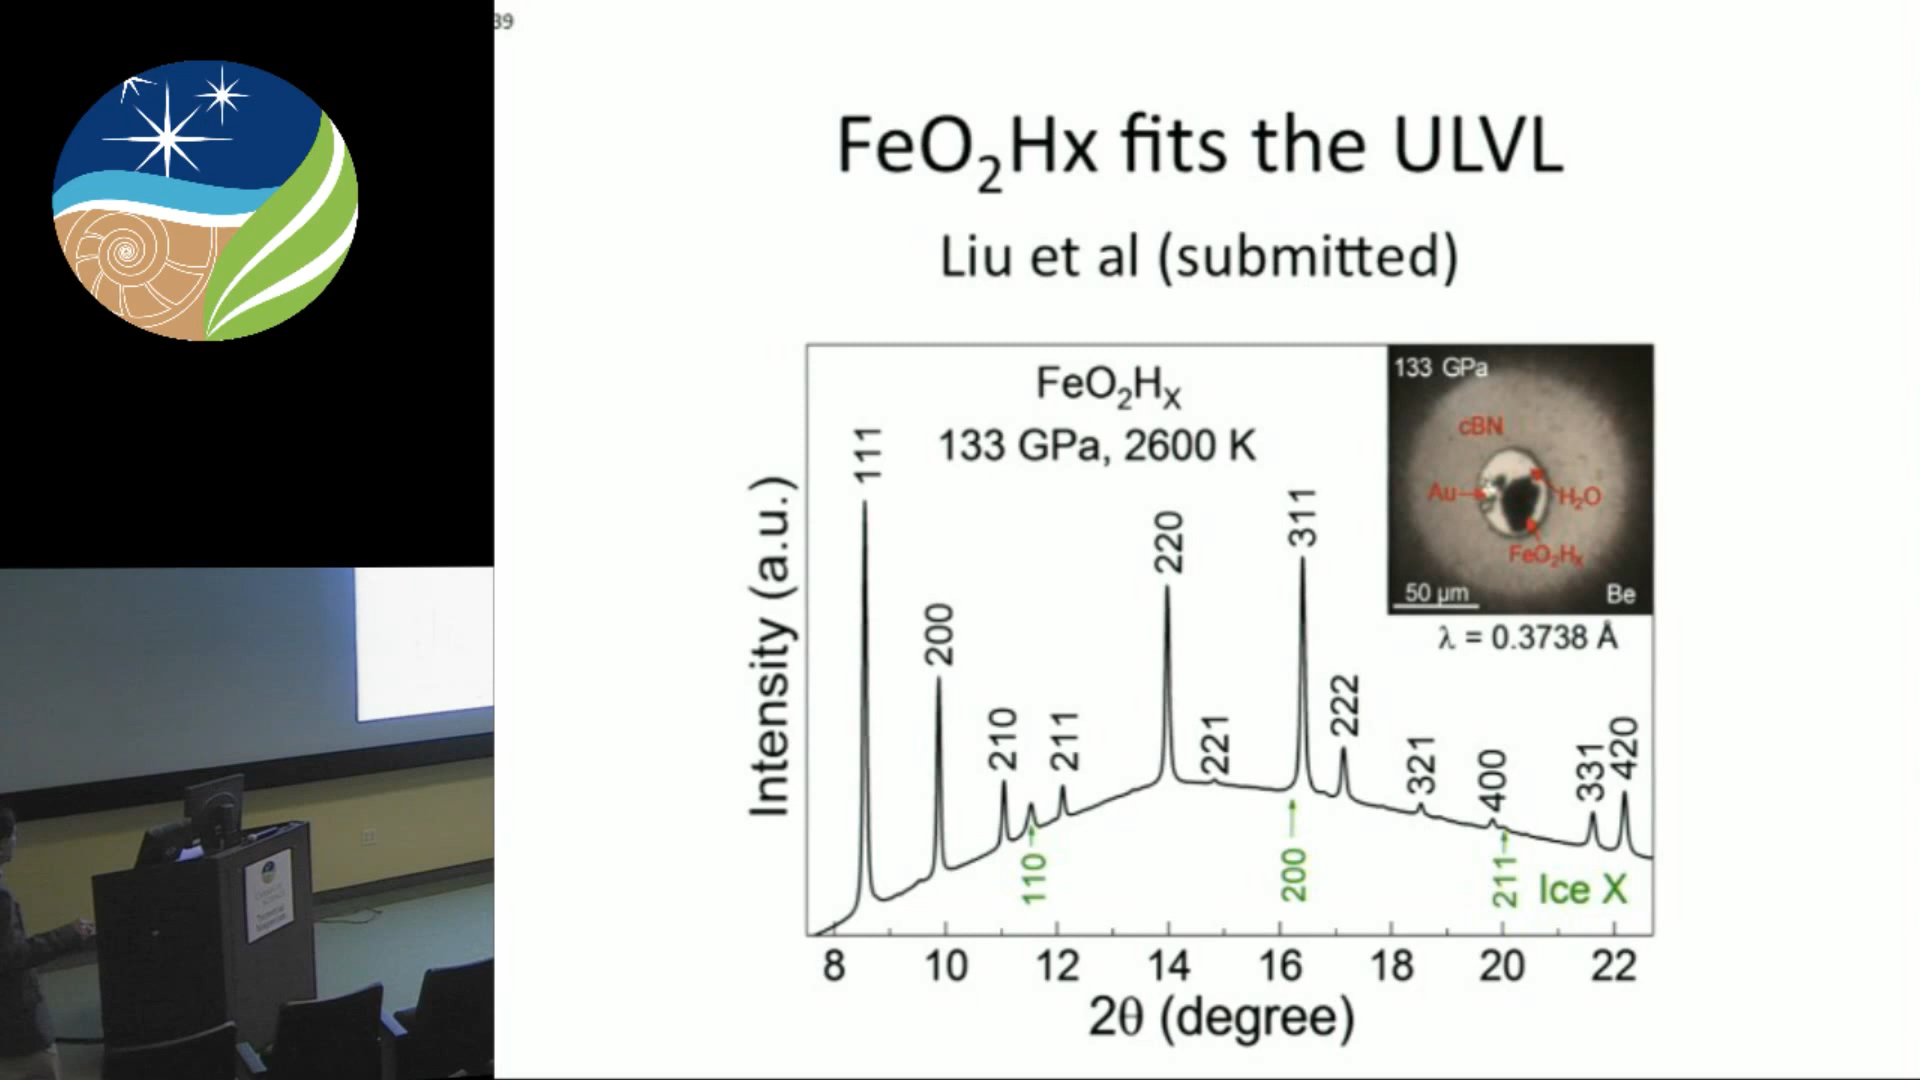 39
FeO₂Hx fits the ULVL
Liu et al (submitted)
FeO₂Hx
133 GPa, 2600 K
Intensity (a.u.)
111
200
210
211
220
221
311
222
321
400
331
420
110
200
211
Ice X
133 GPa
cBN
Au
H₂O
FeO₂Hx
50 µm
Be
λ = 0.3738 Å
8 10 12 14 16 18 20 22
2θ (degree)